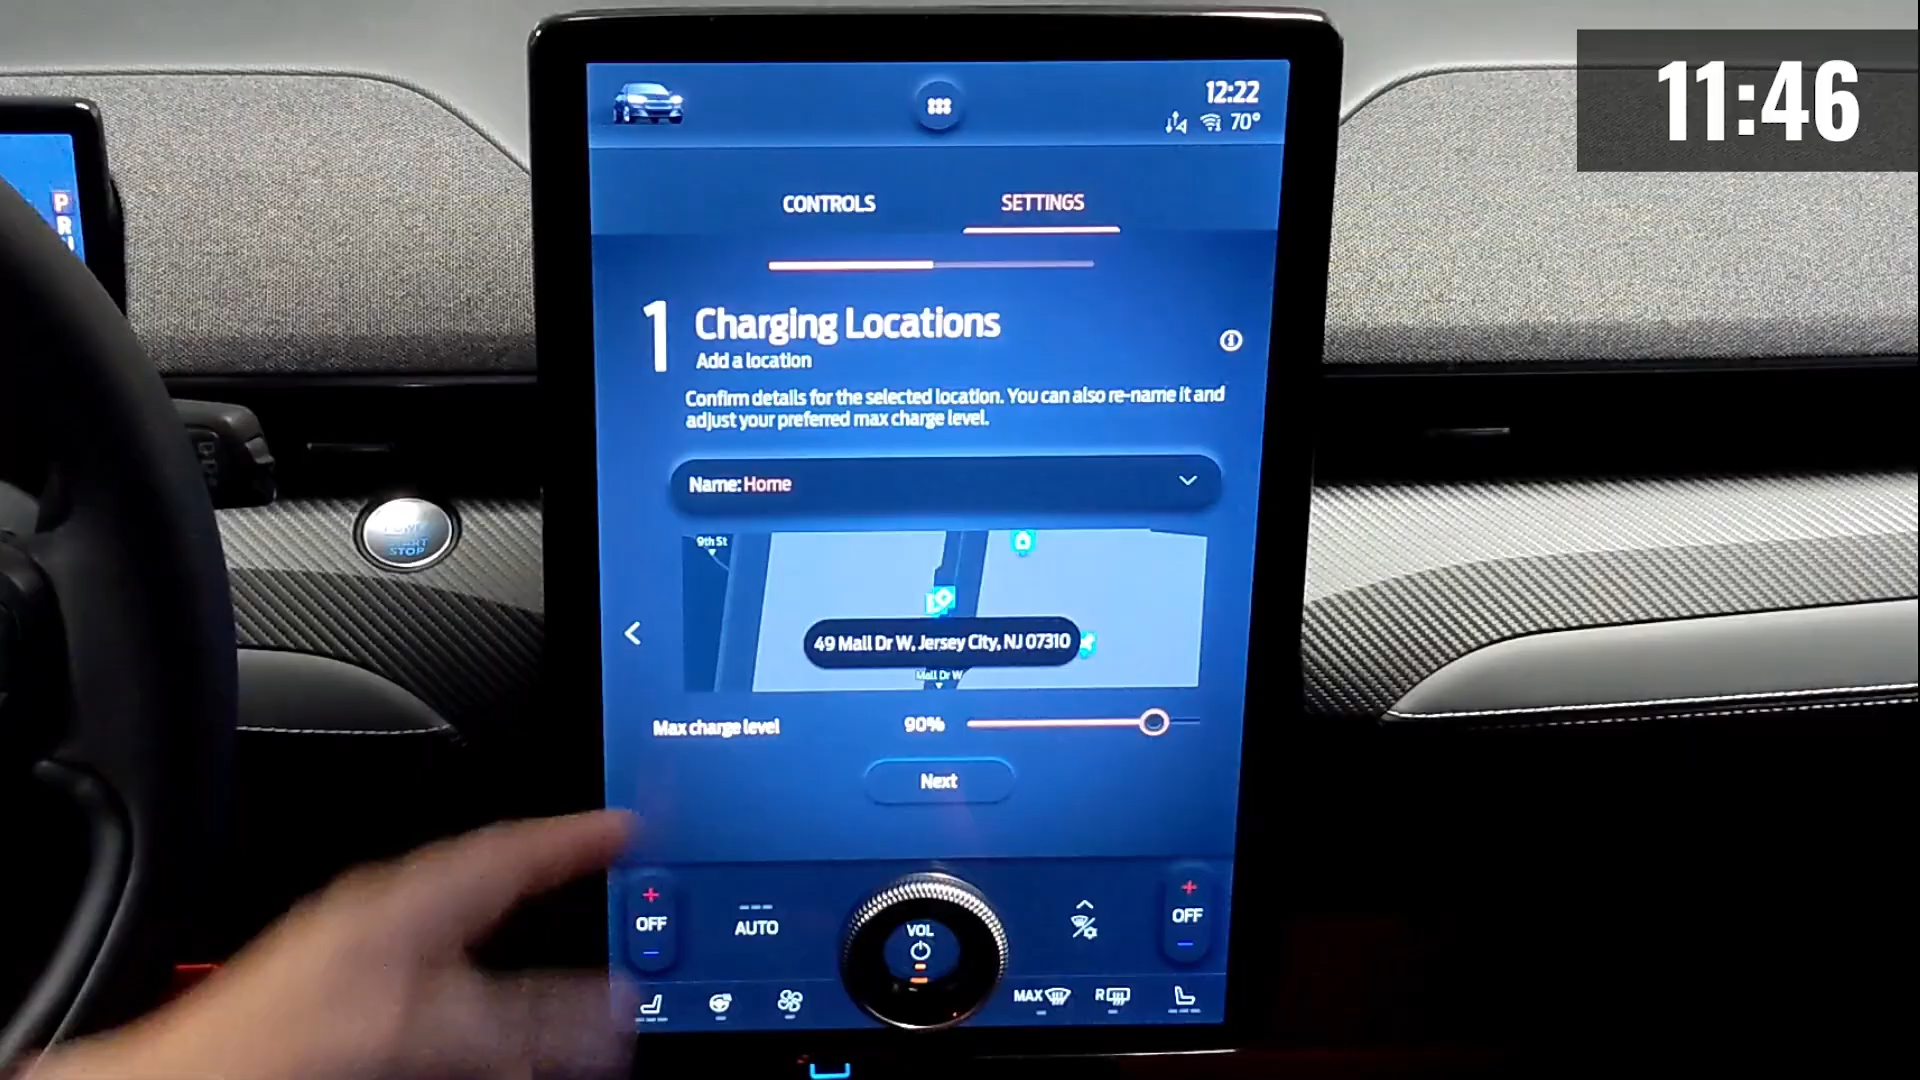 11:46
12:22
70°
P
R
CONTROLS
SETTINGS
1
Charging Locations
Add a location
Confirm details for the selected location. You can also re-name it and
adjust your preferred max charge level.
Name: Home
9th St
49 Mall Dr W, Jersey City, NJ 07310
Mall Dr W
Max charge level
90%
Next
STOP
+
OFF
−
AUTO
VOL
+
OFF
−
MAX
R